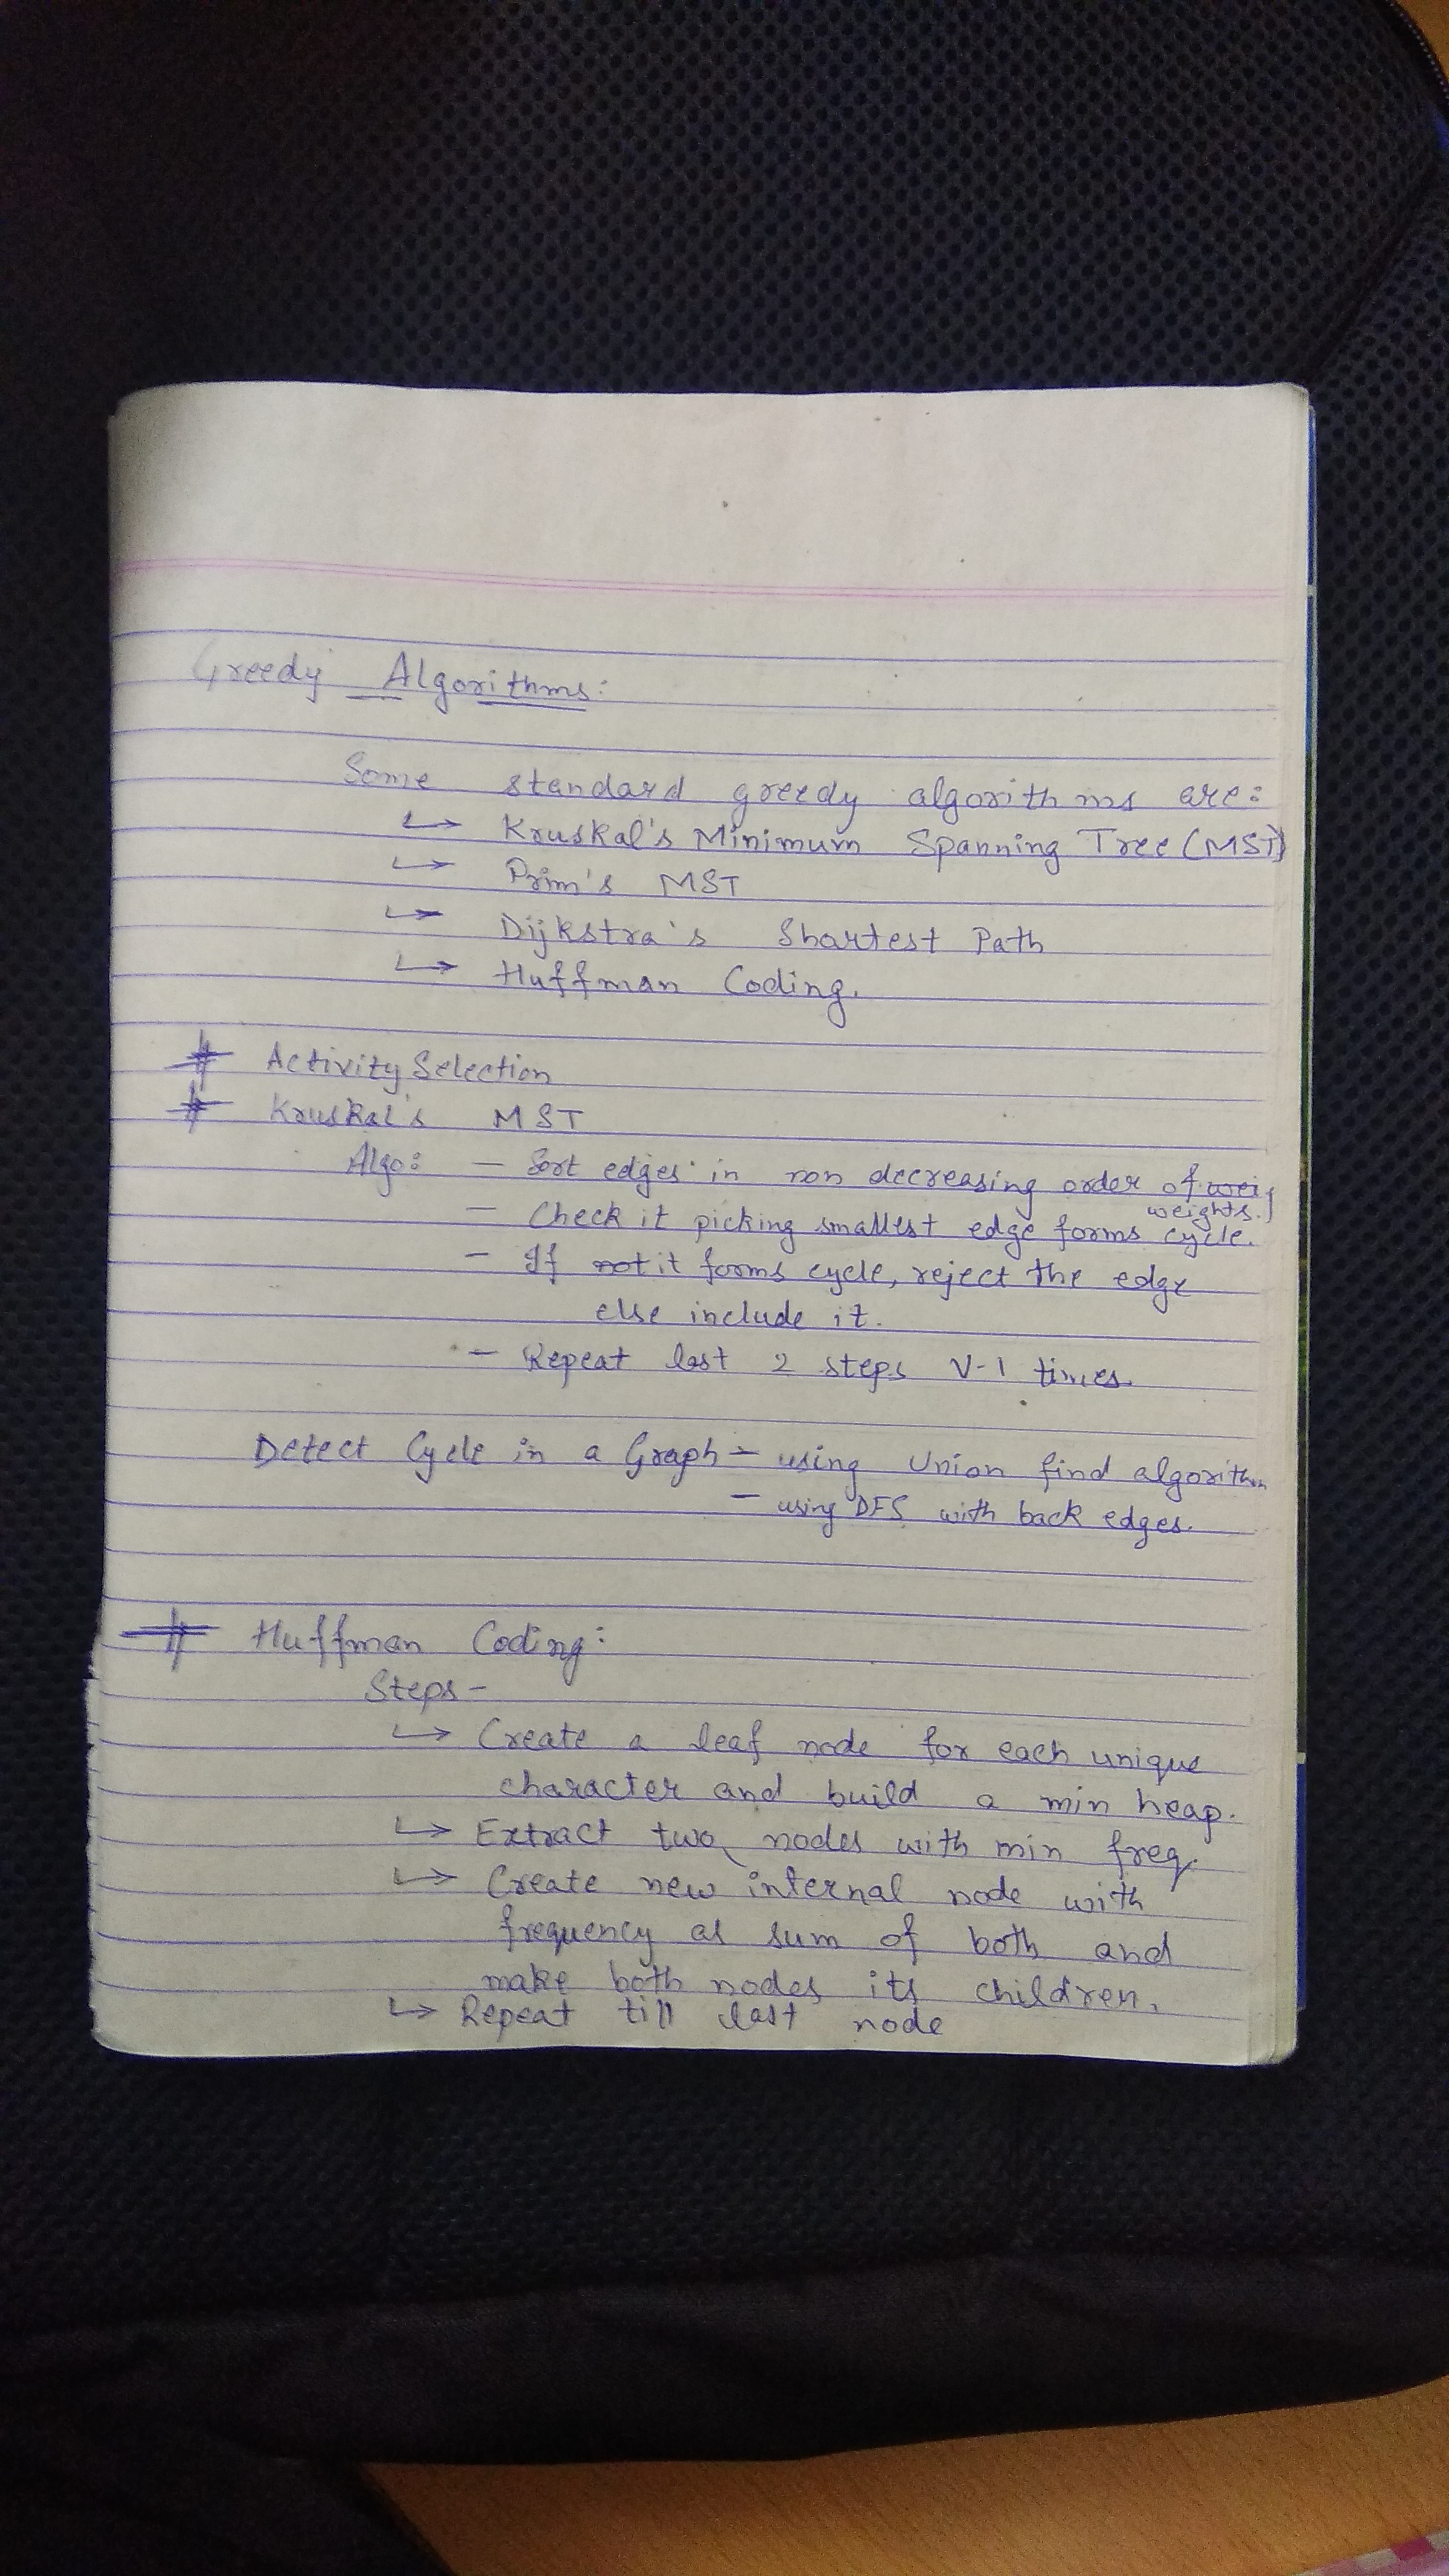 Greedy Algorithms:
Some standard greedy algorithms are:
↳ Kruskal's Minimum Spanning Tree (MST)
↳ Prim's MST
↳ Dijkstra's Shortest Path
↳ Huffman Coding.
# Activity Selection
# Kruskal's MST
Algo: - Sort edges in non decreasing order of
weights.
- Check if picking smallest edge forms cycle.
- If it forms cycle, reject the edge
else include it.
- Repeat last 2 steps V-1 times.
Detect Cycle in a Graph - using Union find algorithm
- using DFS with back edges.
# Huffman Coding:
Steps -
↳ Create a leaf node for each unique
character and build a min heap.
↳ Extract two nodes with min freq.
↳ Create new internal node with
frequency as sum of both and
make both nodes its children.
↳ Repeat till last node